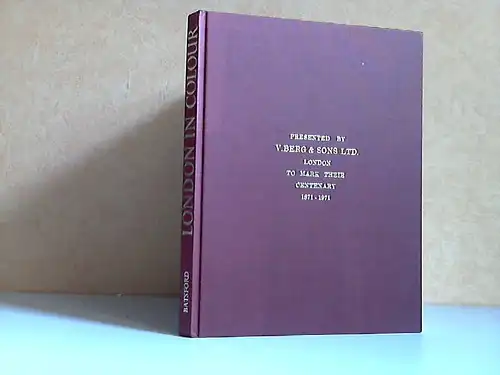 LONDON IN COLOUR
BATSFORD
PRESENTED BY
V. BERG & SONS LTD.
LONDON
TO MARK THEIR
CENTENARY
1871 - 1971